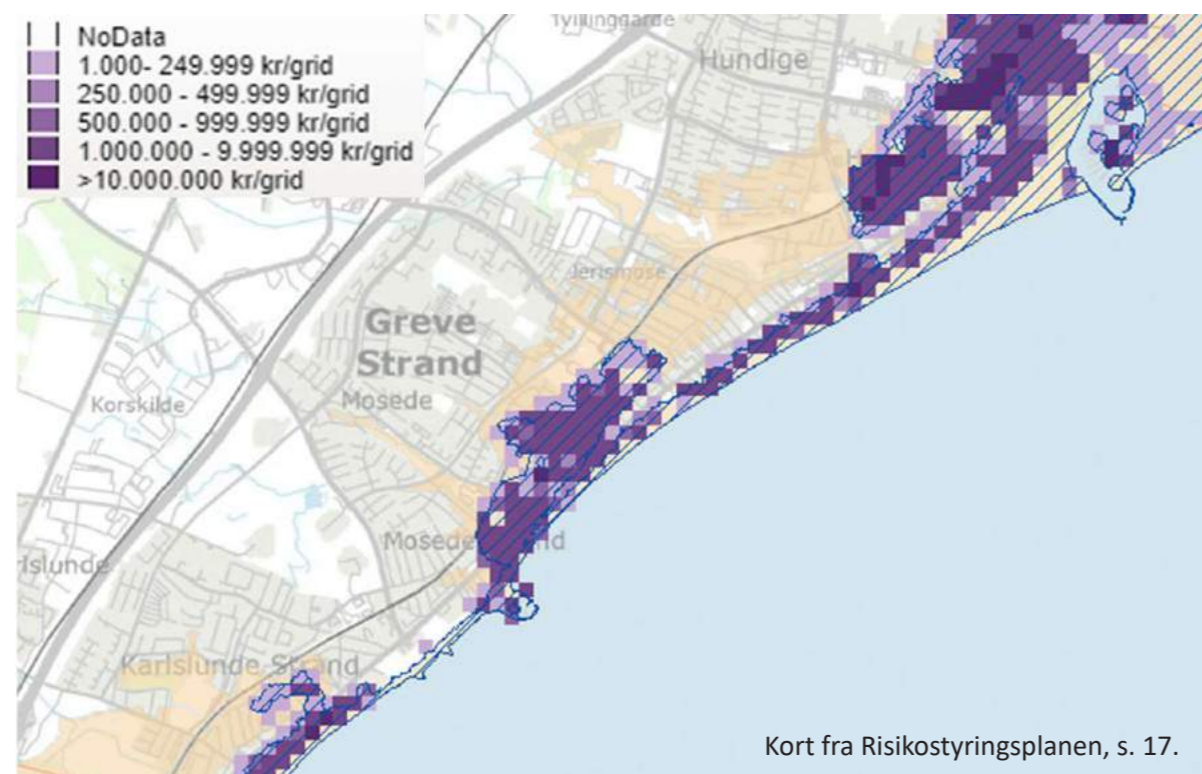 NoData
1.000- 249.999 kr/grid
250.000 - 499.999 kr/grid
500.000 - 999.999 kr/grid
1.000.000 - 9.999.999 kr/grid
>10.000.000 kr/grid
Hundige
Jerismose
Greve
Strand
Mosede
Korskilde
Mosede
Karlslunde Strand
Kort fra Risikostyringsplanen, s. 17.